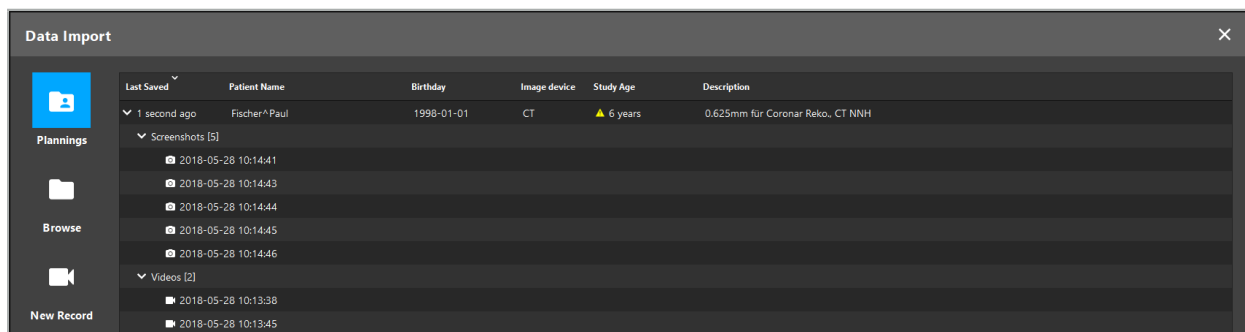 Data Import
Last Saved Patient Name Birthday Image device Study Age Description
1 second ago Fischer^Paul 1998-01-01 CT 6 years 0.625mm für Coronar Reko., CT NNH
Plannings
Screenshots [5]
2018-05-28 10:14:41
2018-05-28 10:14:43
2018-05-28 10:14:44
Browse
2018-05-28 10:14:45
2018-05-28 10:14:46
Videos [2]
2018-05-28 10:13:38
New Record
2018-05-28 10:13:45